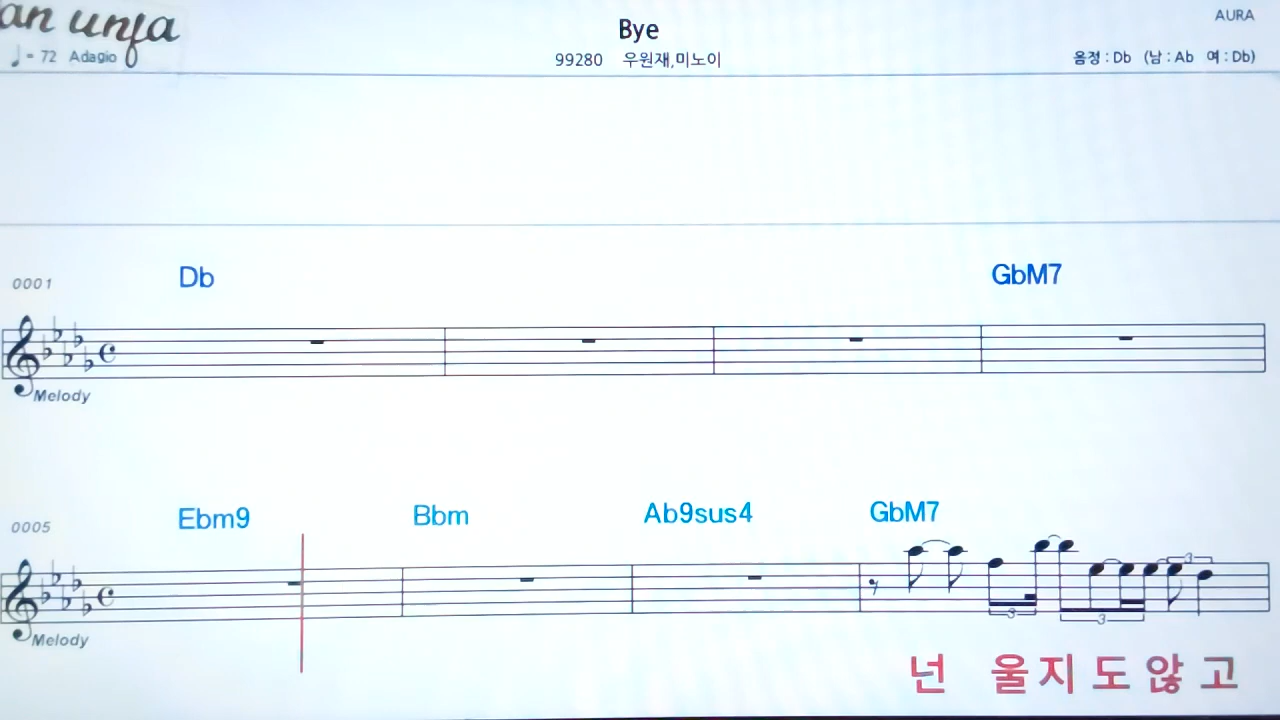 an unja
Bye
AURA
♩= 72 Adagio
99280 우원재,미노이
음정 : Db (남 : Ab 여 : Db)
0001
Db
GbM7
Melody
0005
Ebm9
Bbm
Ab9sus4
GbM7
3
3
3
Melody
넌 울지 도 않 고